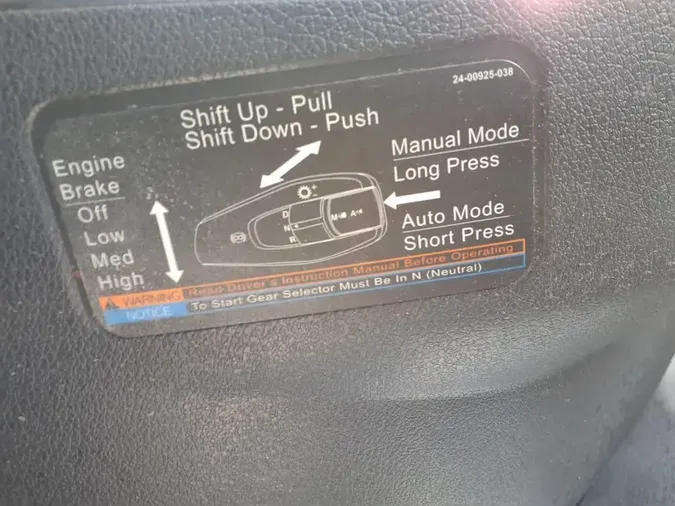 24-00925-038
Shift Up - Pull
Shift Down - Push
Engine
Brake
Off
Low
Med
High
Manual Mode
Long Press
Auto Mode
Short Press
D
N
R
M
A
WARNING Read Driver's Instruction Manual Before Operating
NOTICE To Start Gear Selector Must Be In N (Neutral)